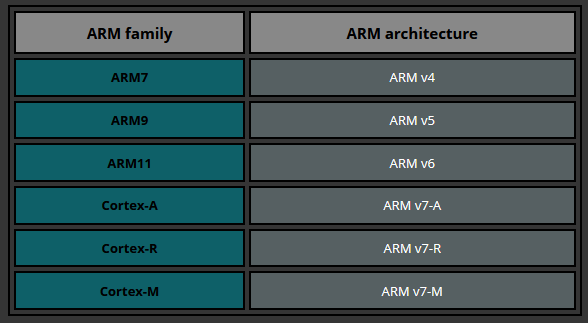 ARM family ARM architecture
ARM7 ARM v4
ARM9 ARM v5
ARM11 ARM v6
Cortex-A ARM v7-A
Cortex-R ARM v7-R
Cortex-M ARM v7-M